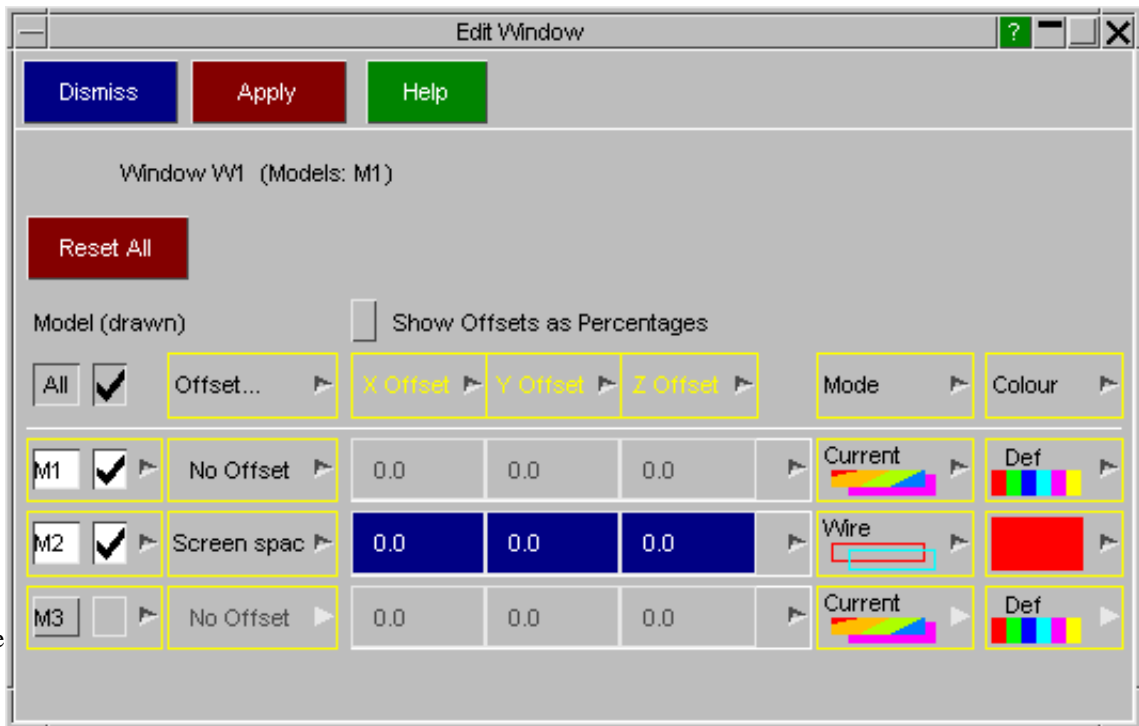 Edit Window ?
Dismiss Apply Help
Window W1 (Models: M1)
Reset All
Model (drawn) Show Offsets as Percentages
All Offset... X Offset Y Offset Z Offset Mode Colour
M1 No Offset 0.0 0.0 0.0 Current Def
M2 Screen spac 0.0 0.0 0.0 Wire
M3 No Offset 0.0 0.0 0.0 Current Def
e